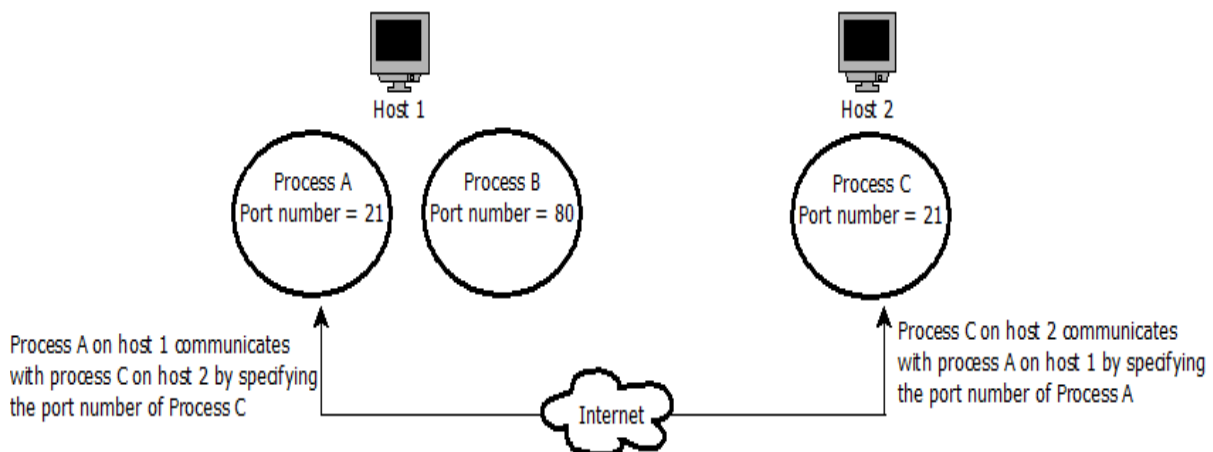 Host 1
Host 2
Process A
Port number = 21
Process B
Port number = 80
Process C
Port number = 21
Process A on host 1 communicates
with process C on host 2 by specifying
the port number of Process C
Process C on host 2 communicates
with process A on host 1 by specifying
the port number of Process A
Internet